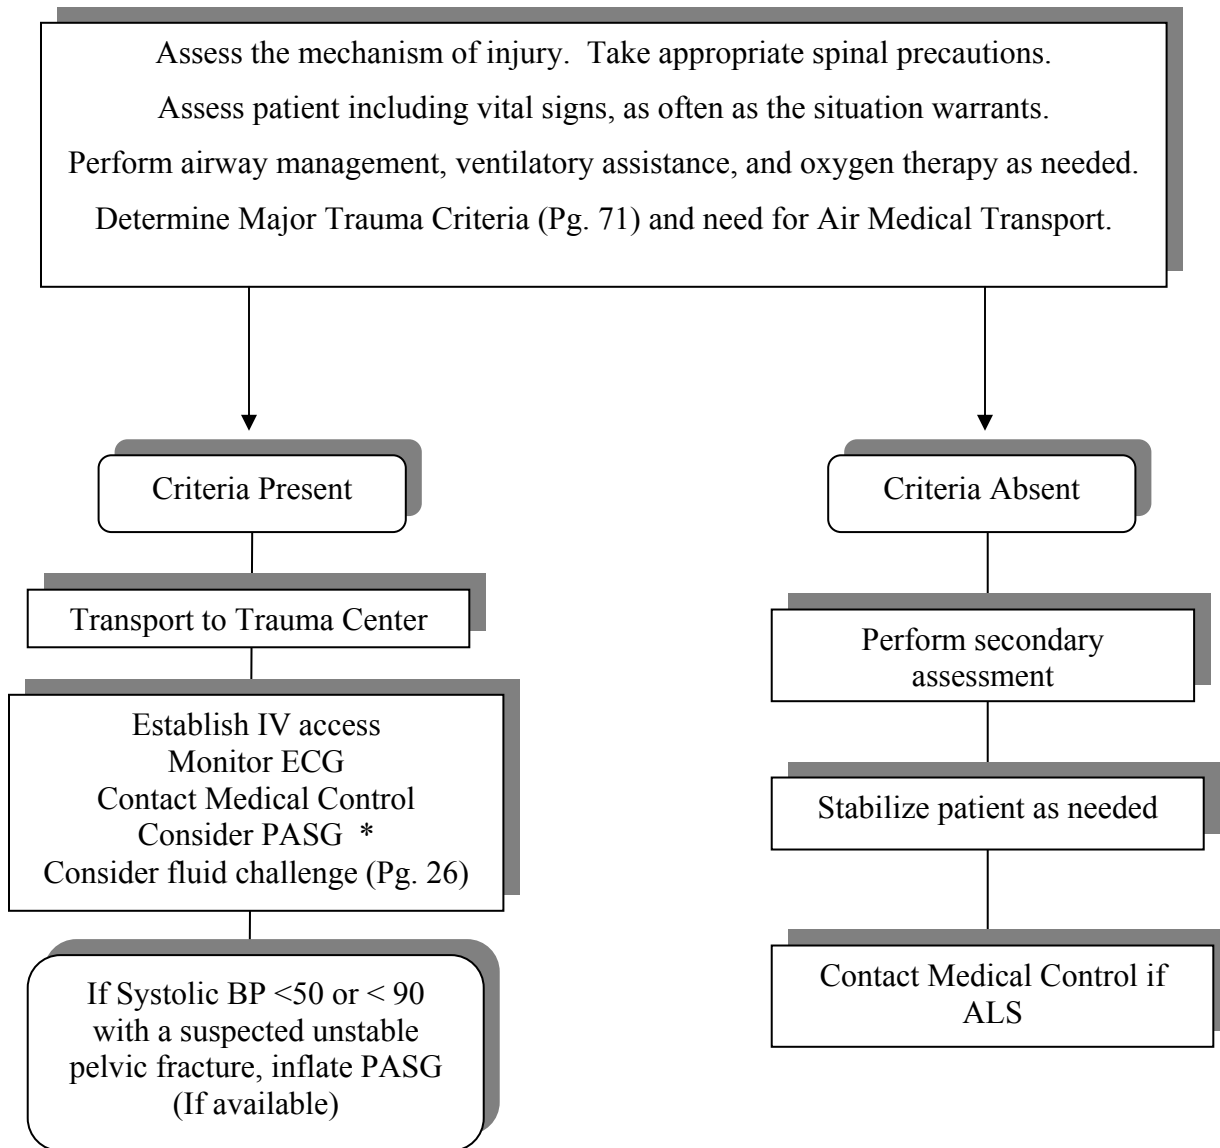 Assess the mechanism of injury.  Take appropriate spinal precautions.
Assess patient including vital signs, as often as the situation warrants.
Perform airway management, ventilatory assistance, and oxygen therapy as needed.
Determine Major Trauma Criteria (Pg. 71) and need for Air Medical Transport.
Criteria Present
Transport to Trauma Center
Establish IV access
Monitor ECG
Contact Medical Control
Consider PASG  *
Consider fluid challenge (Pg. 26)
If Systolic BP <50 or < 90
with a suspected unstable
pelvic fracture, inflate PASG
(If available)
Criteria Absent
Perform secondary
assessment
Stabilize patient as needed
Contact Medical Control if
ALS